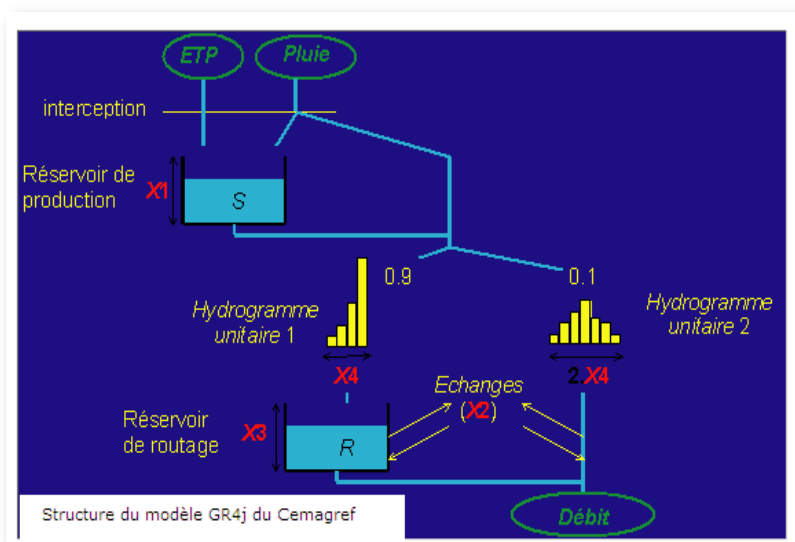 ETP
Pluie
interception
Réservoir de
production
X1
S
0.9
0.1
Hydrogramme
unitaire 1
Hydrogramme
unitaire 2
X4
2.X4
Echanges
(X2)
Réservoir
de routage
X3
R
Structure du modèle GR4j du Cemagref
Débit